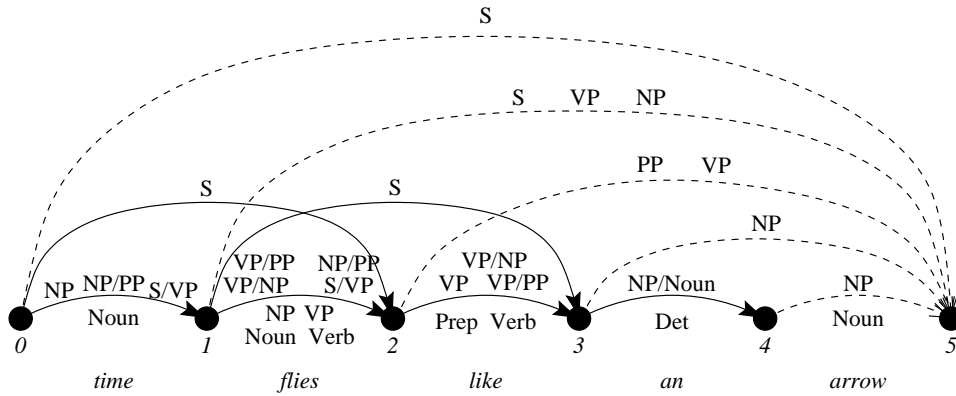 S
S VP NP
PP VP
S S NP
VP/PP NP/PP VP/NP
NP NP/PP S/VP VP/NP S/VP VP VP/PP NP/Noun NP
Noun NP VP Prep Verb Det Noun
Noun Verb
0 1 2 3 4 5
time flies like an arrow